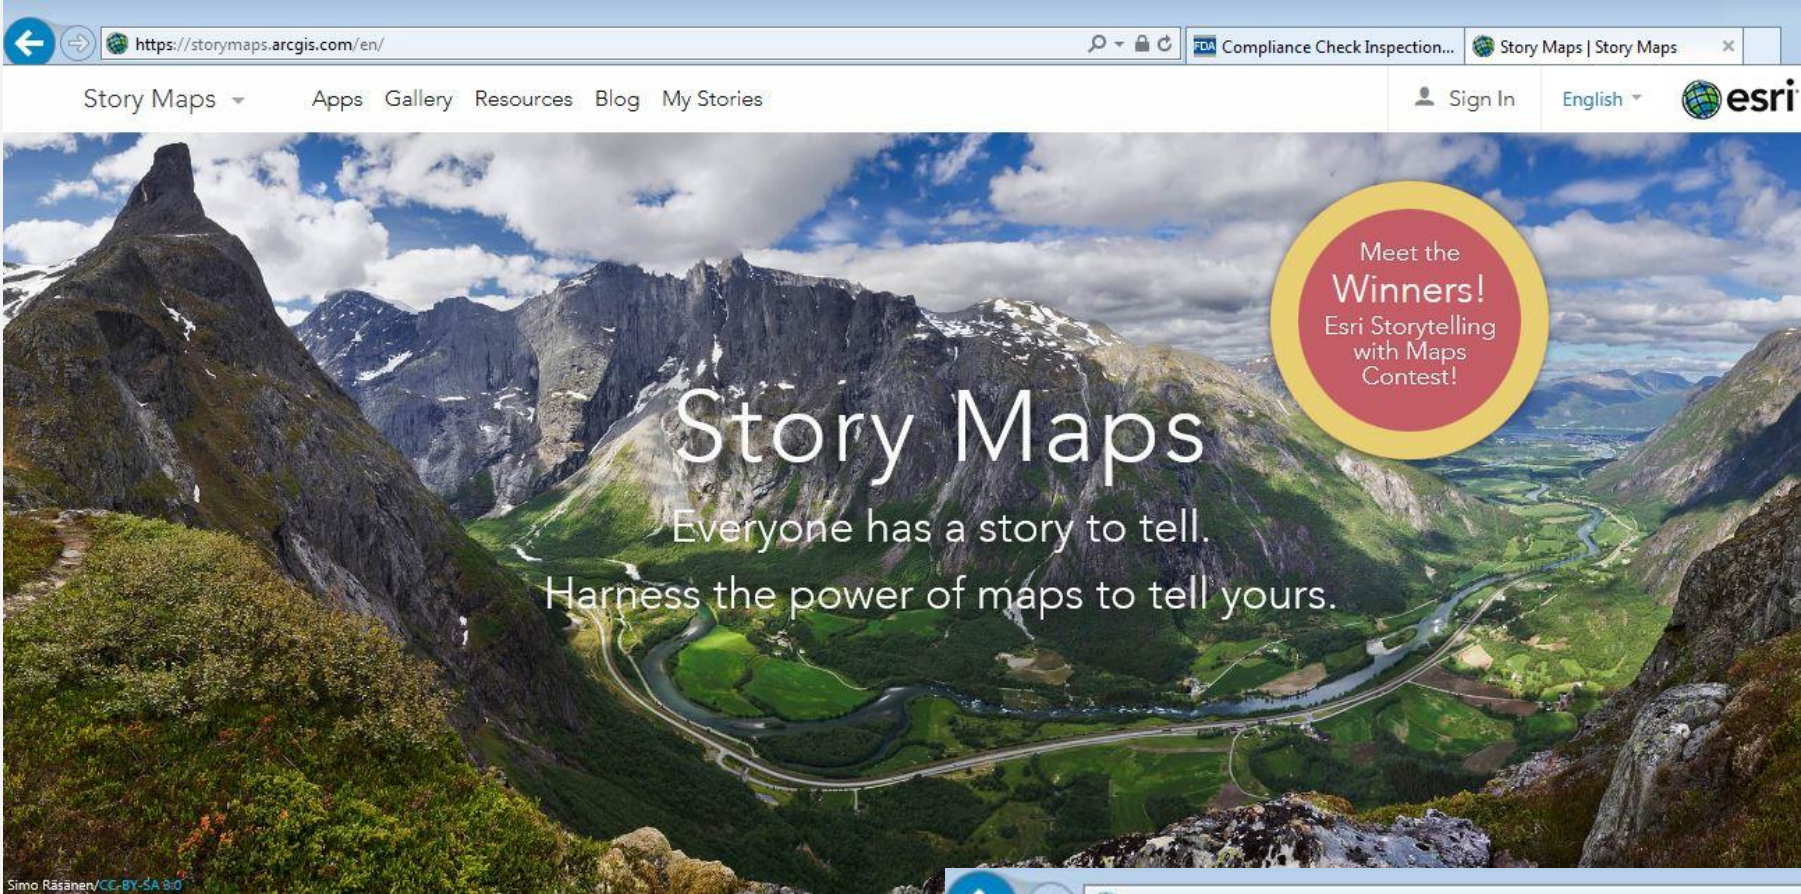 https://storymaps.arcgis.com/en/
FDA Compliance Check Inspection...
Story Maps | Story Maps
Story Maps
Apps Gallery Resources Blog My Stories
Sign In
English
esri
Meet the
Winners!
Esri Storytelling
with Maps
Contest!
Story Maps
Everyone has a story to tell.
Harness the power of maps to tell yours.
Simo Räsänen/CC-BY-SA 3.0